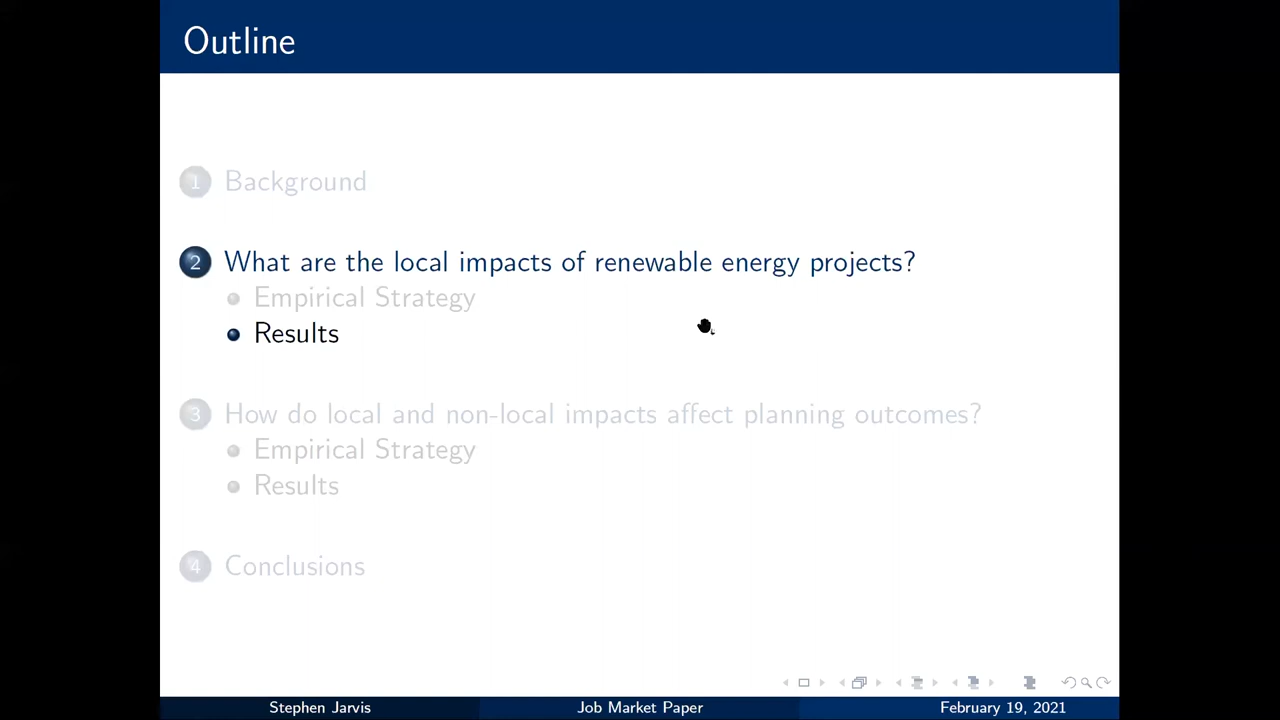 Outline
1 Background
2 What are the local impacts of renewable energy projects?
Empirical Strategy
Results
3 How do local and non-local impacts affect planning outcomes?
Empirical Strategy
Results
4 Conclusions
Stephen Jarvis Job Market Paper February 19, 2021